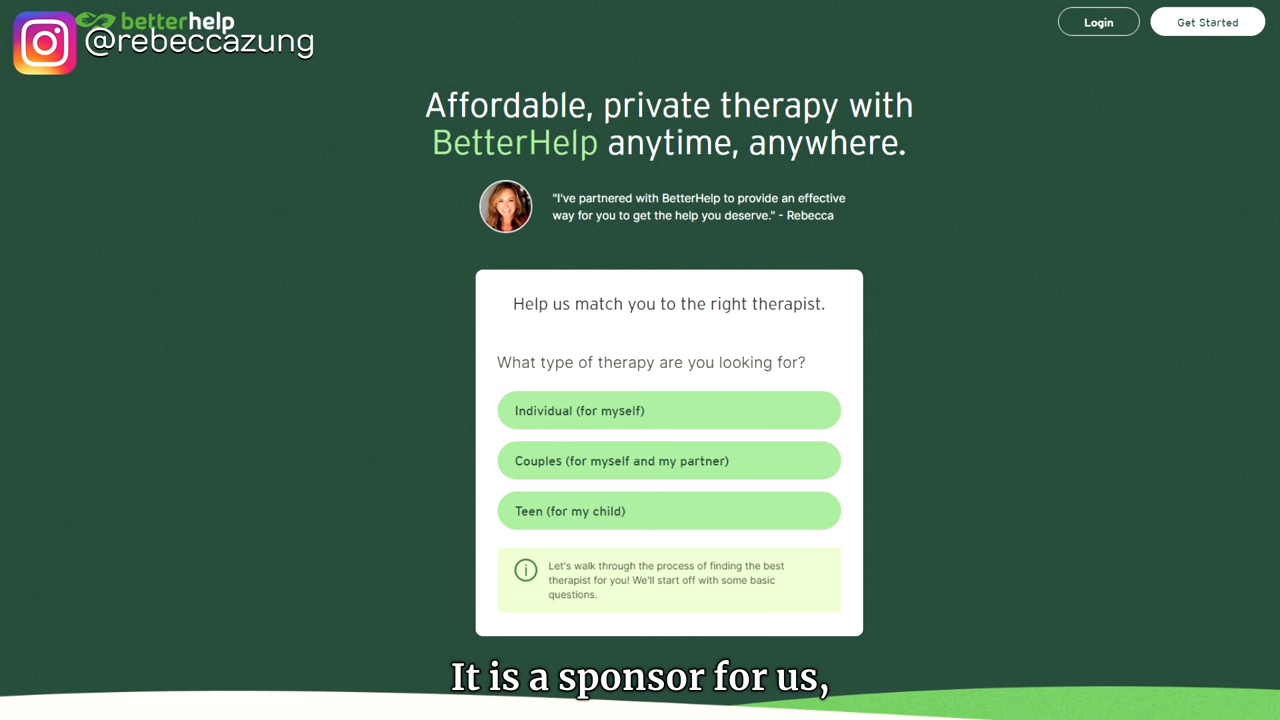 betterhelp
@rebeccazung
Login
Get Started
Affordable, private therapy with
BetterHelp anytime, anywhere.
"I've partnered with BetterHelp to provide an effective
way for you to get the help you deserve." - Rebecca
Help us match you to the right therapist.
What type of therapy are you looking for?
Individual (for myself)
Couples (for myself and my partner)
Teen (for my child)
Let's walk through the process of finding the best
therapist for you! We'll start off with some basic
questions.
It is a sponsor for us,